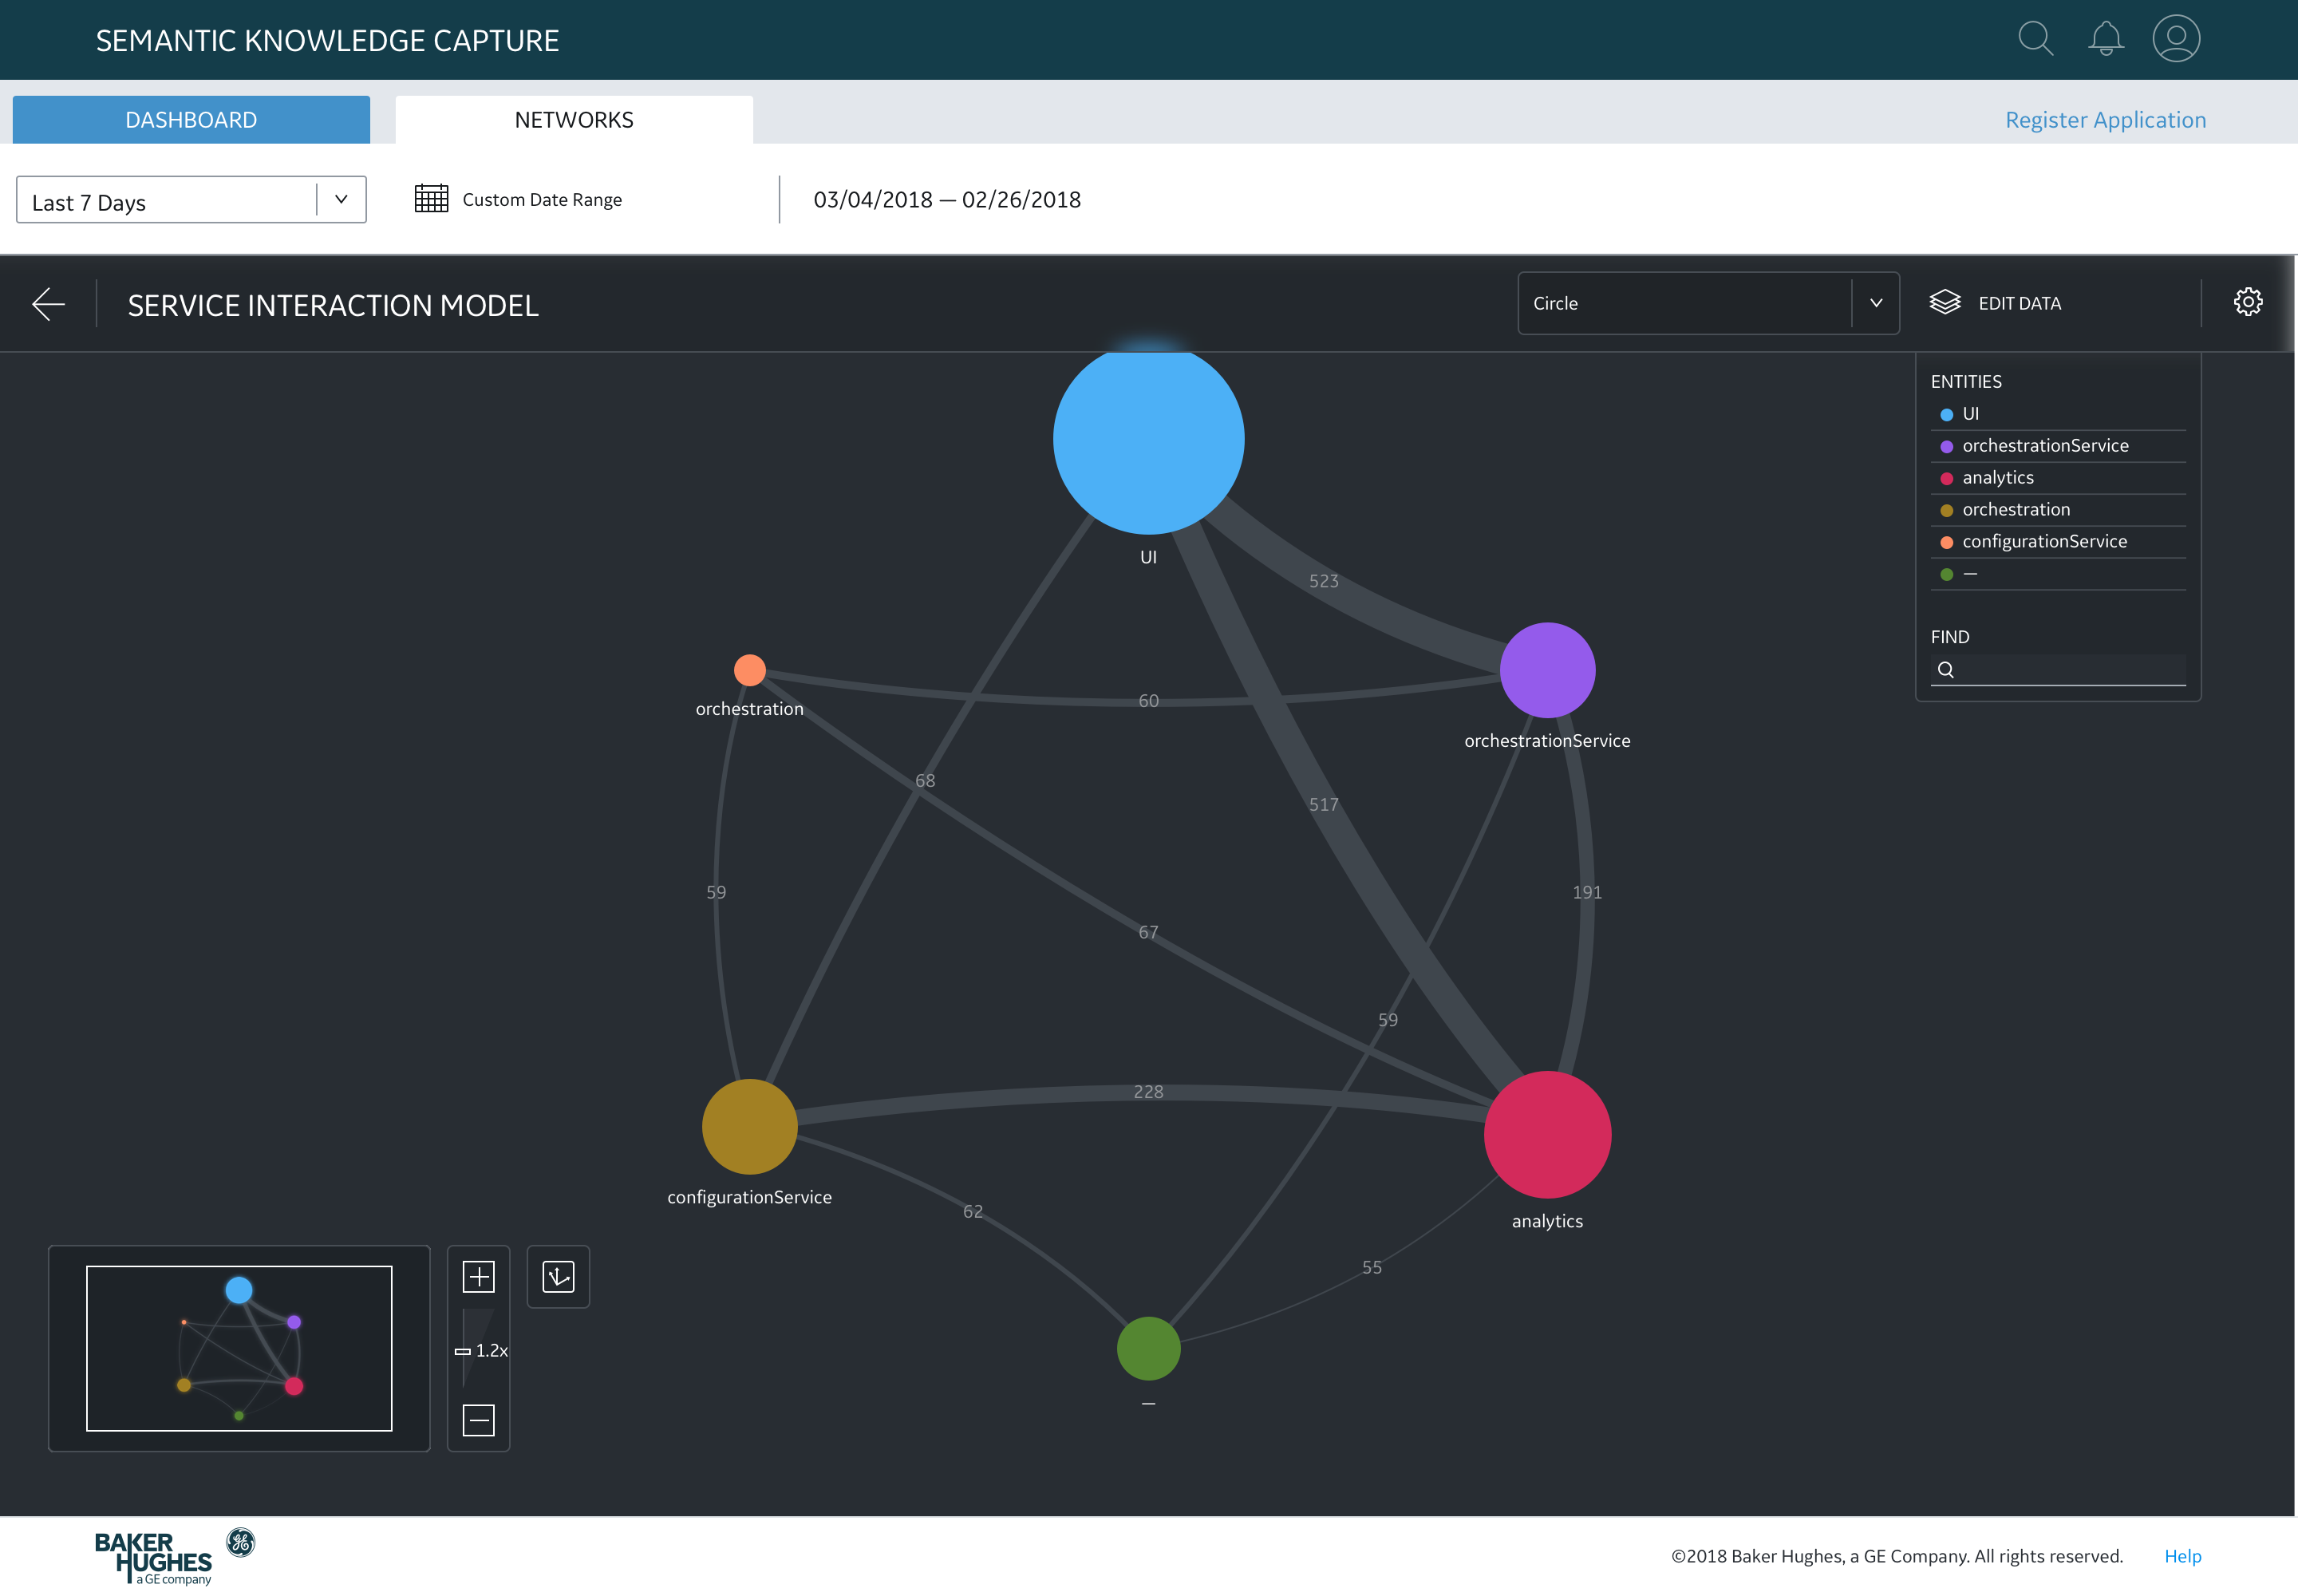 SEMANTIC KNOWLEDGE CAPTURE
DASHBOARD
NETWORKS
Register Application
Last 7 Days
Custom Date Range
03/04/2018 — 02/26/2018
SERVICE INTERACTION MODEL
Circle
EDIT DATA
ENTITIES
UI
orchestrationService
analytics
orchestration
configurationService
—
FIND
UI
523
orchestration
60
orchestrationService
68
517
59
191
67
59
228
configurationService
62
analytics
55
—
1.2x
BAKER
HUGHES
a GE company
GE
©2018 Baker Hughes, a GE Company. All rights reserved.
Help